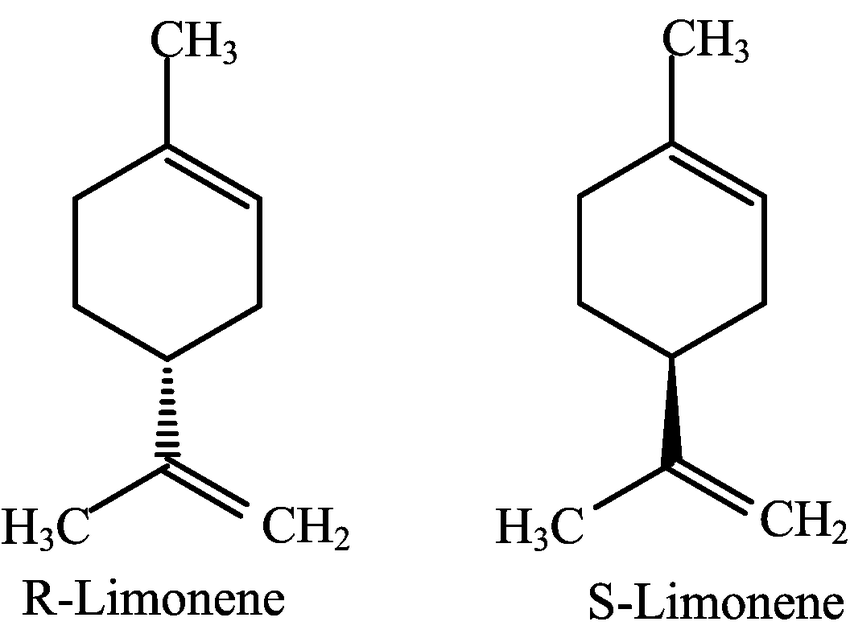 CH₃ CH₃
H₃C CH₂ H₃C CH₂
R-Limonene S-Limonene